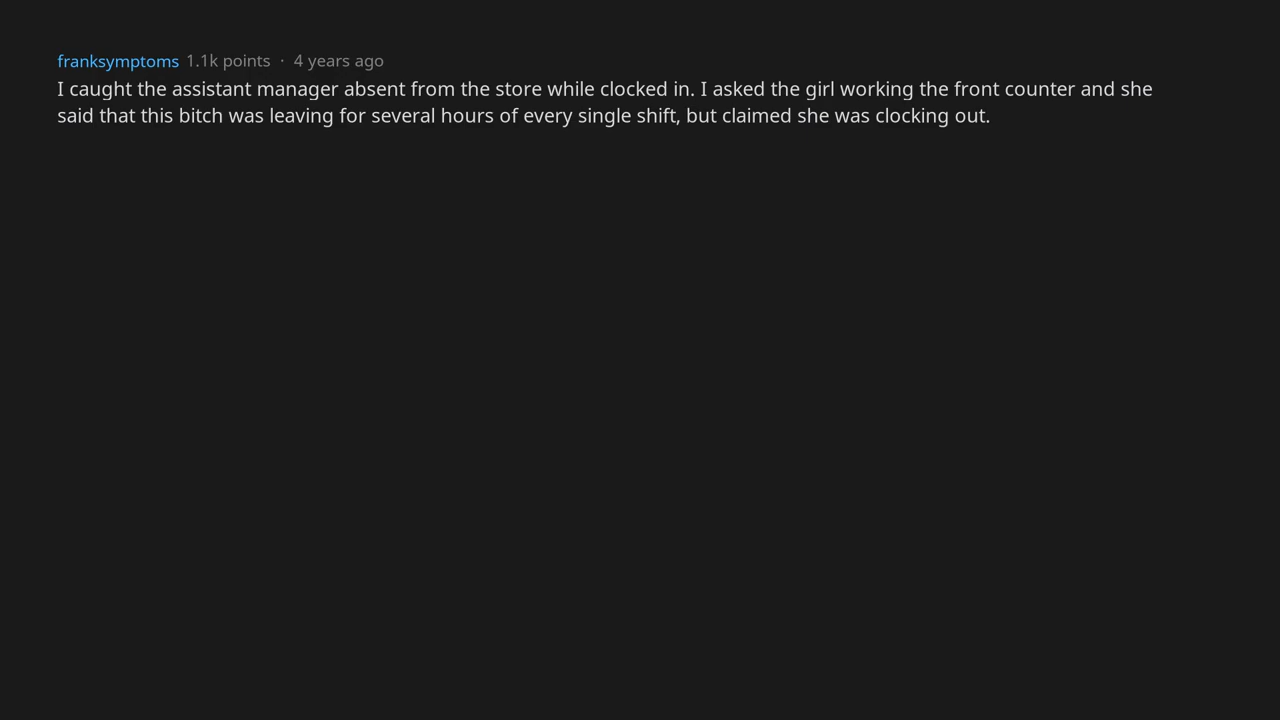 franksymptoms 1.1k points · 4 years ago
I caught the assistant manager absent from the store while clocked in. I asked the girl working the front counter and she
said that this bitch was leaving for several hours of every single shift, but claimed she was clocking out.